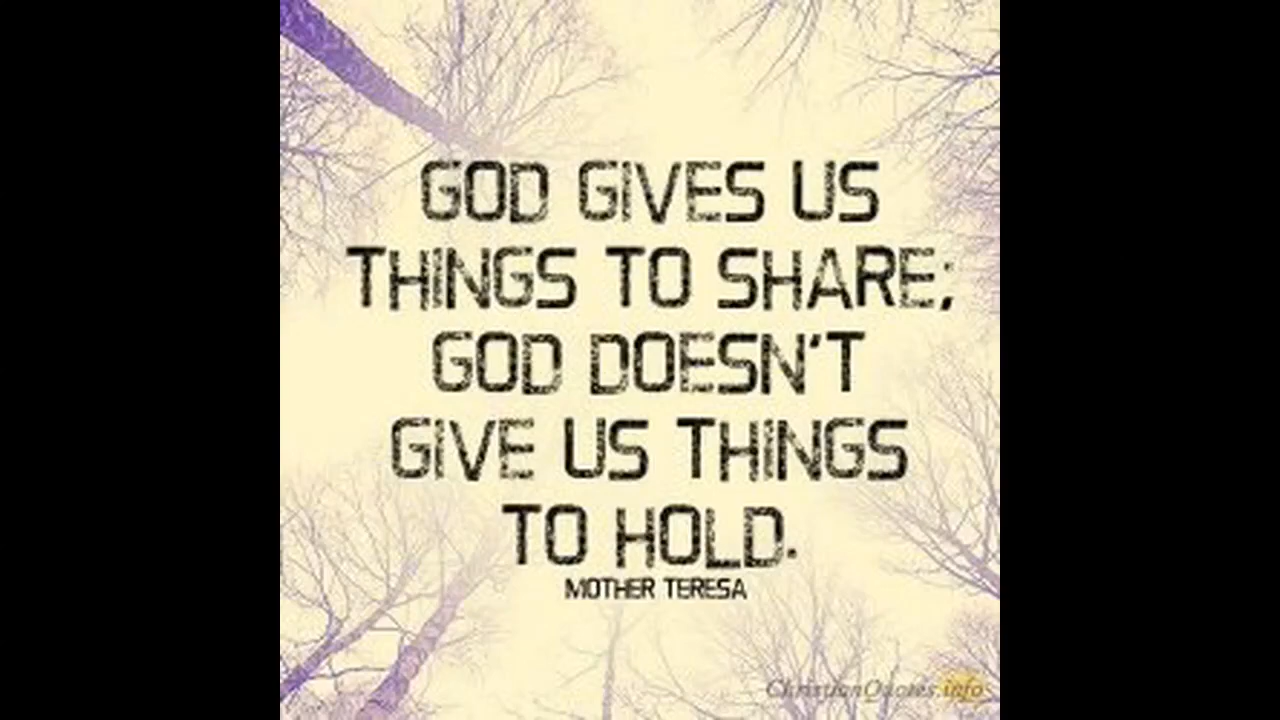 GOD GIVES US
THINGS TO SHARE;
GOD DOESN'T
GIVE US THINGS
TO HOLD.
MOTHER TERESA
ChristianQuotes.info